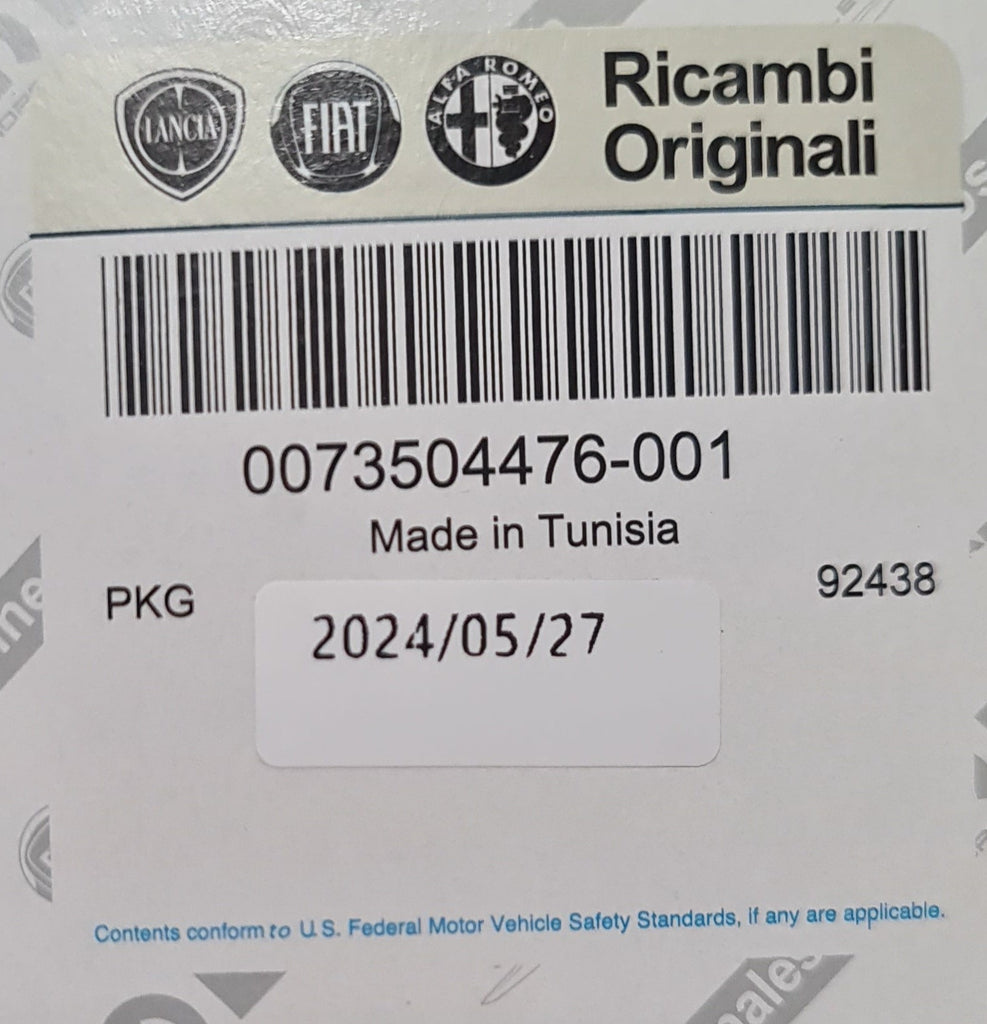 LANCIA
FIAT
ALFA ROMEO
Ricambi
Originali
0073504476-001
Made in Tunisia
PKG
92438
2024/05/27
Contents conform to U.S. Federal Motor Vehicle Safety Standards, if any are applicable.